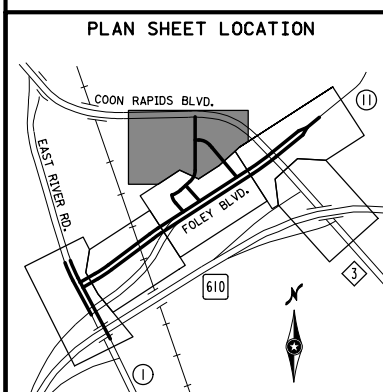 PLAN SHEET LOCATION
COON RAPIDS BLVD.
11
EAST RIVER RD.
FOLEY BLVD.
610
3
N
1